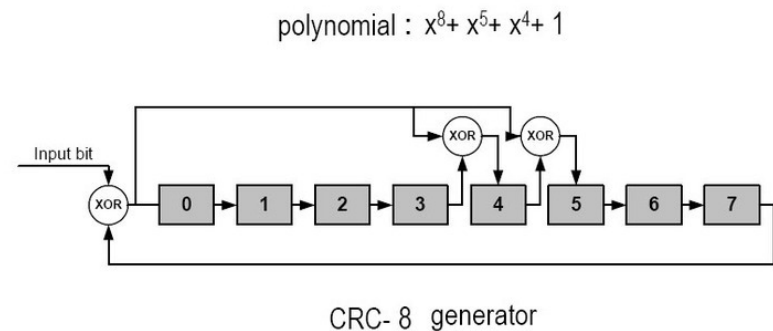 polynomial : x⁸+ x⁵+ x⁴+ 1
XOR XOR
Input bit
XOR 0 1 2 3 4 5 6 7
CRC- 8 generator